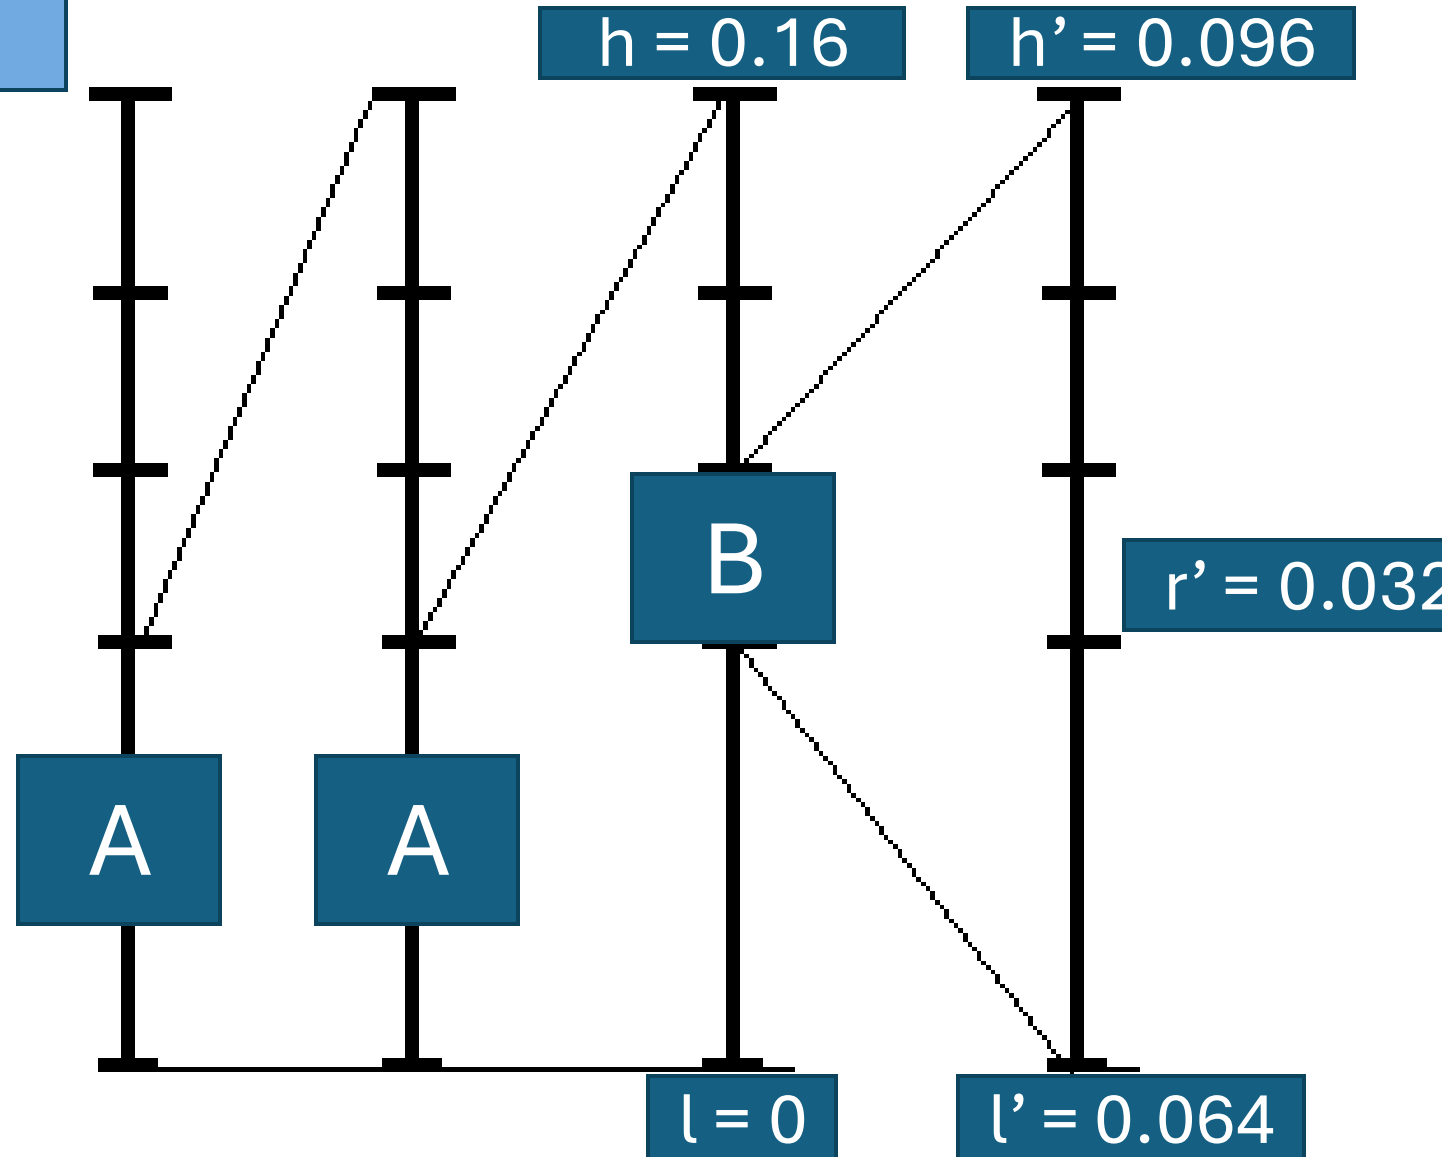 h = 0.16
h’ = 0.096
B
r’ = 0.032
A
A
l = 0
l’ = 0.064